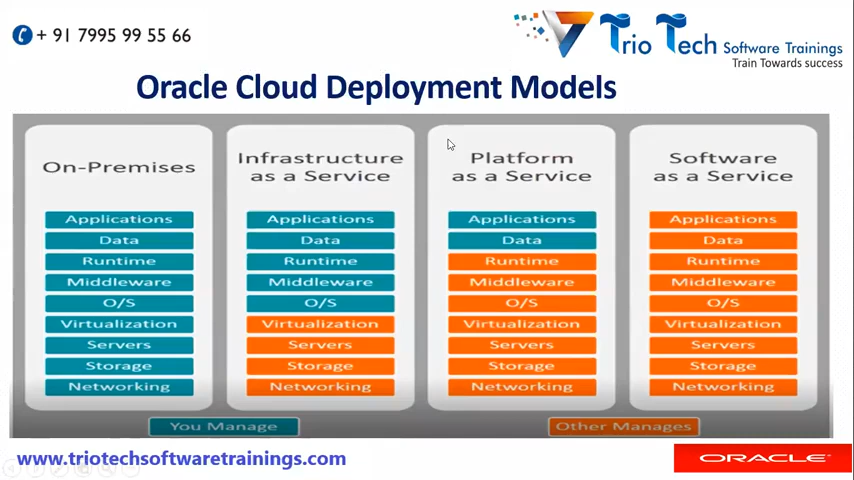 + 91 7995 99 55 66
Trio Tech Software Trainings
Train Towards success
Oracle Cloud Deployment Models
On-Premises
Applications
Data
Runtime
Middleware
O/S
Virtualization
Servers
Storage
Networking
Infrastructure
as a Service
Applications
Data
Runtime
Middleware
O/S
Virtualization
Servers
Storage
Networking
Platform
as a Service
Applications
Data
Runtime
Middleware
O/S
Virtualization
Servers
Storage
Networking
Software
as a Service
Applications
Data
Runtime
Middleware
O/S
Virtualization
Servers
Storage
Networking
You Manage
Other Manages
www.triotechsoftwaretrainings.com
ORACLE